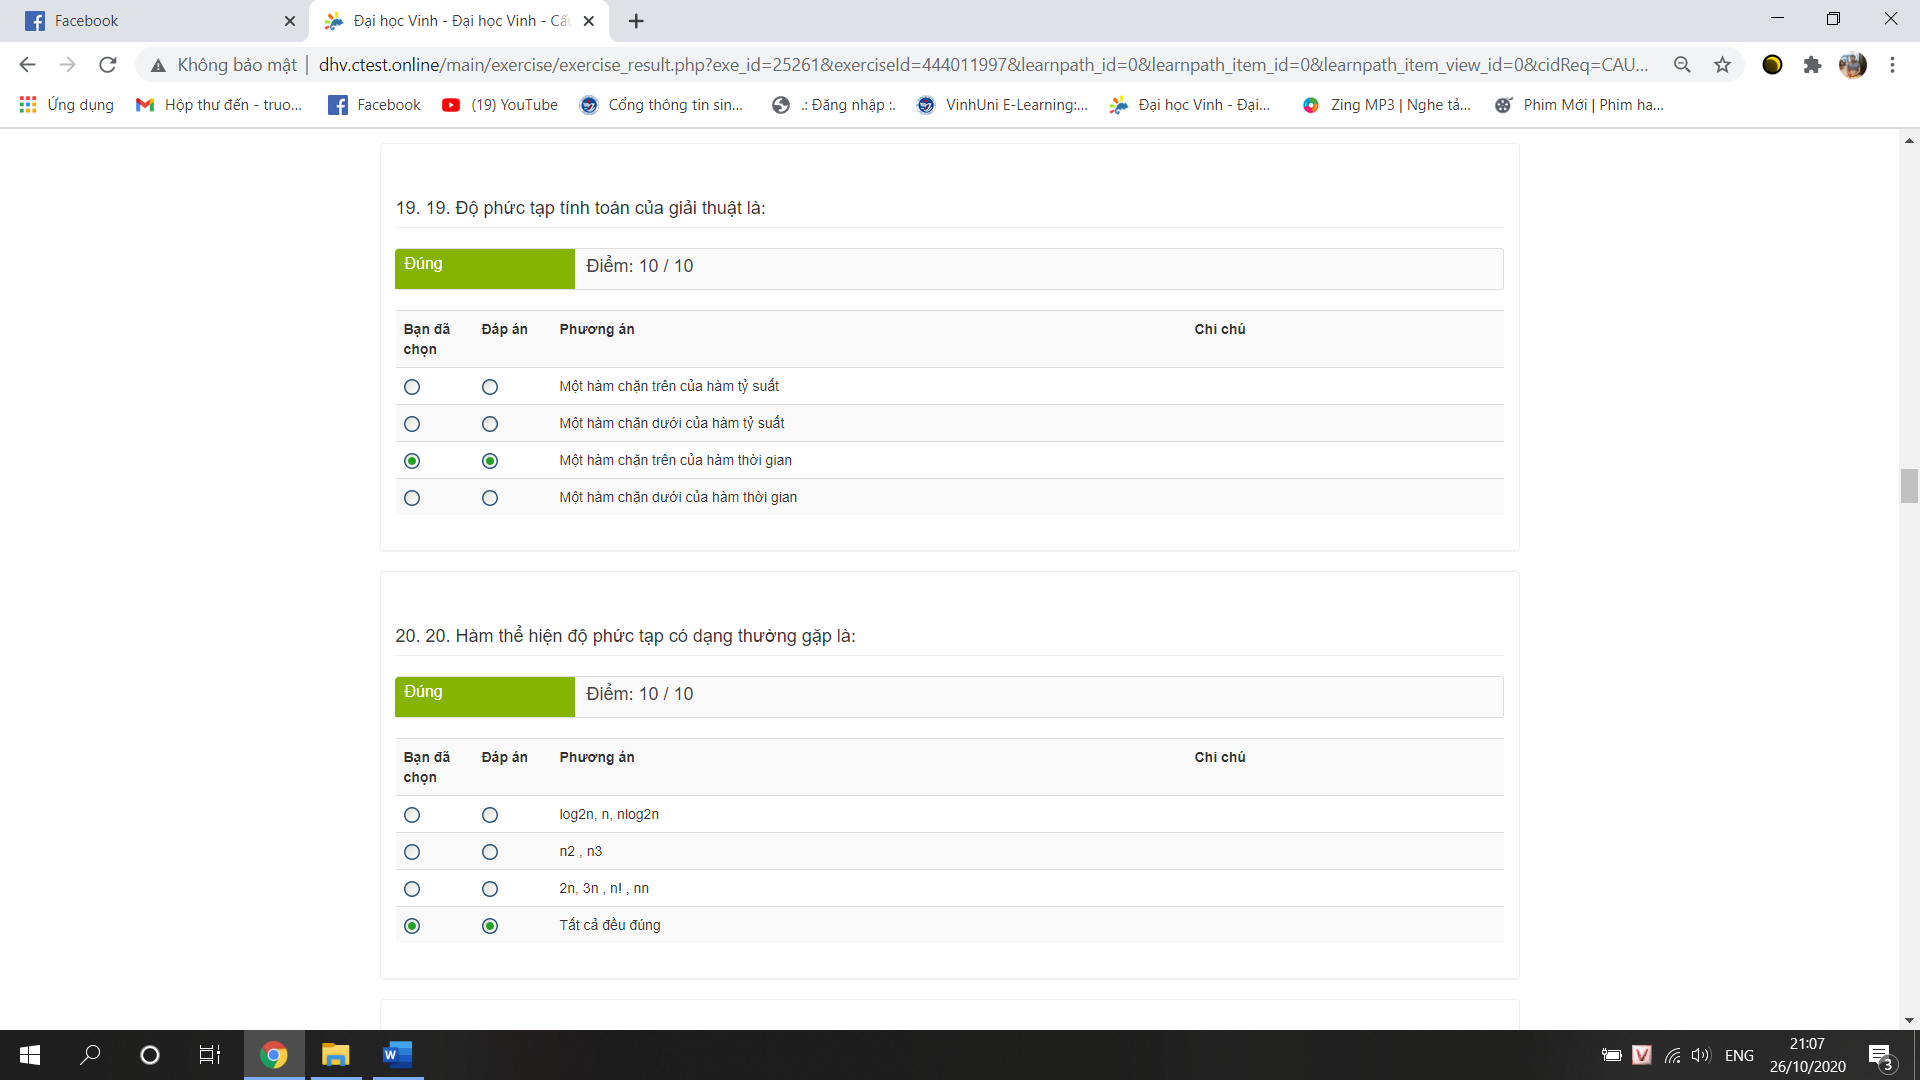 Facebook
Đại học Vinh - Đại học Vinh - Cấu
Không bảo mật | dhv.ctest.online/main/exercise/exercise_result.php?exe_id=25261&exerciseId=444011997&learnpath_id=0&learnpath_item_id=0&learnpath_item_view_id=0&cidReq=CAU...
Ứng dụng
Hộp thư đến - truo...
Facebook
(19) YouTube
Cổng thông tin sin...
.: Đăng nhập :.
VinhUni E-Learning:...
Đại học Vinh - Đại...
Zing MP3 | Nghe tả...
Phim Mới | Phim ha...
19. 19. Độ phức tạp tính toán của giải thuật là:
Đúng
Điểm: 10 / 10
Bạn đã chọn
Đáp án
Phương án
Chi chú
Một hàm chặn trên của hàm tỷ suất
Một hàm chặn dưới của hàm tỷ suất
Một hàm chặn trên của hàm thời gian
Một hàm chặn dưới của hàm thời gian
20. 20. Hàm thể hiện độ phức tạp có dạng thường gặp là:
Đúng
Điểm: 10 / 10
Bạn đã chọn
Đáp án
Phương án
Chi chú
log2n, n, nlog2n
n2 , n3
2n, 3n , n! , nn
Tất cả đều đúng
W
V
ENG
21:07
26/10/2020
3